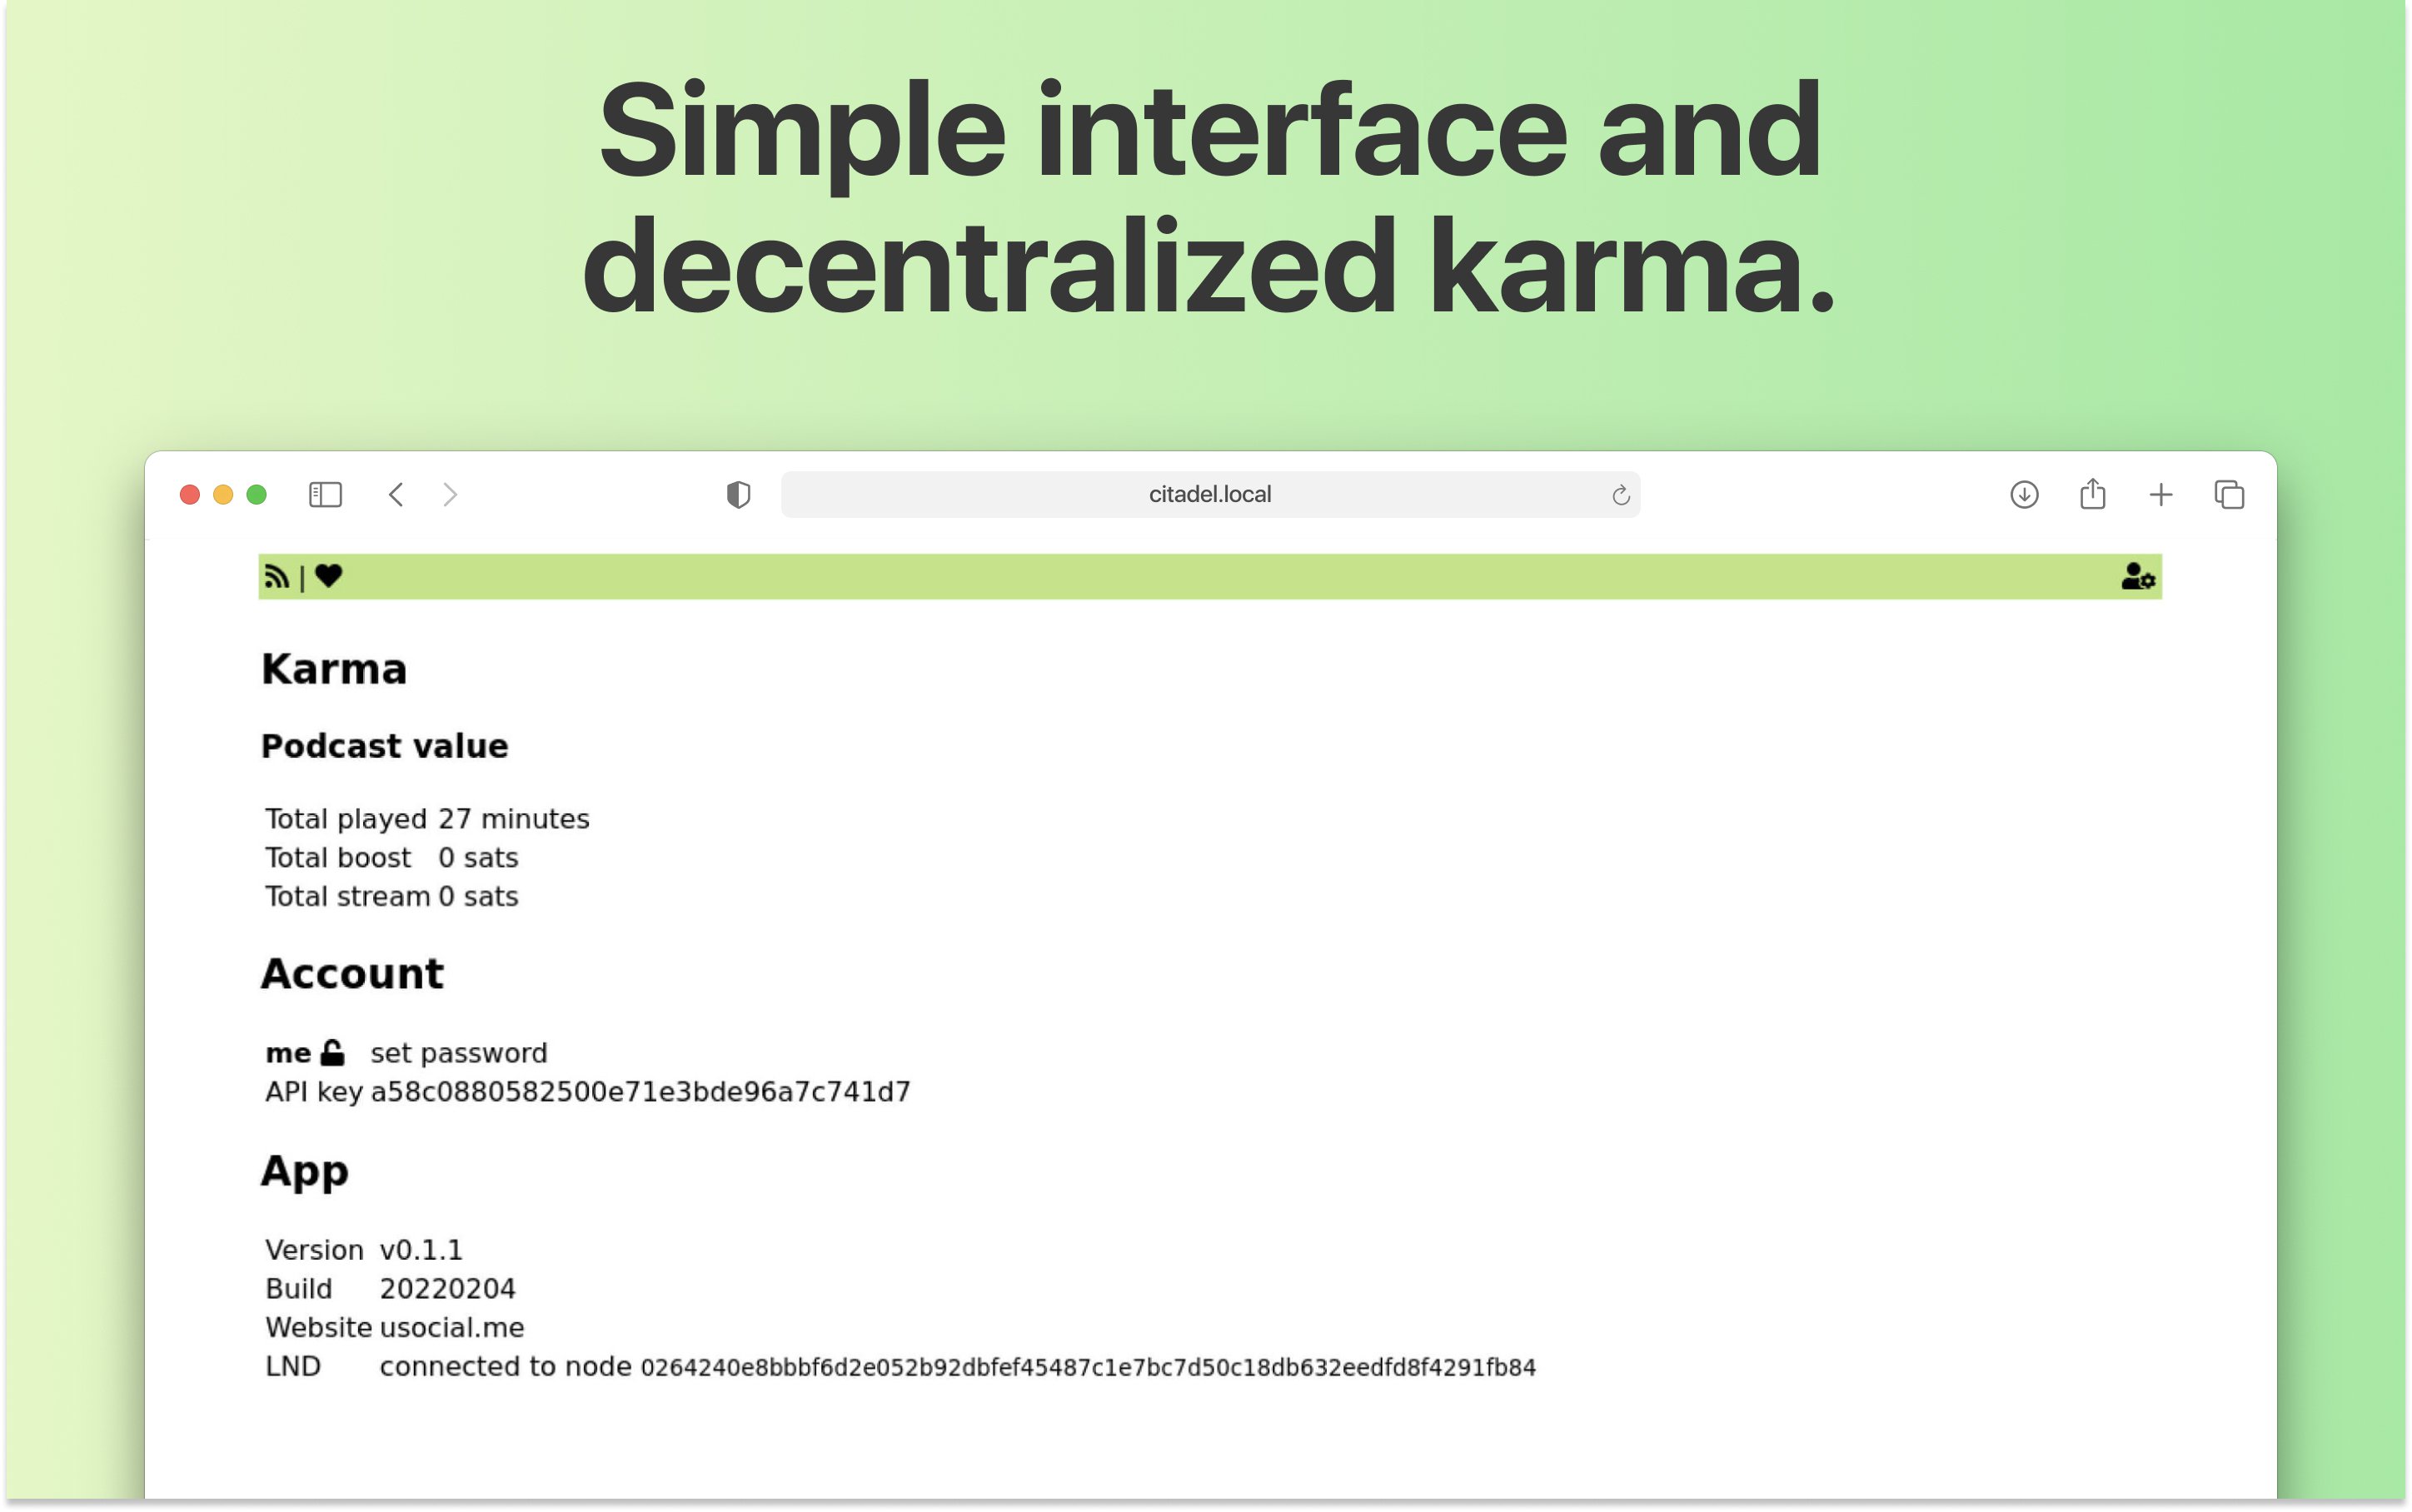 Simple interface and
decentralized karma.
citadel.local
|
Karma
Podcast value
Total played 27 minutes
Total boost 0 sats
Total stream 0 sats
Account
me set password
API key a58c0880582500e71e3bde96a7c741d7
App
Version v0.1.1
Build 20220204
Website usocial.me
LND connected to node 0264240e8bbbf6d2e052b92dbfef45487c1e7bc7d50c18db632eedfd8f4291fb84